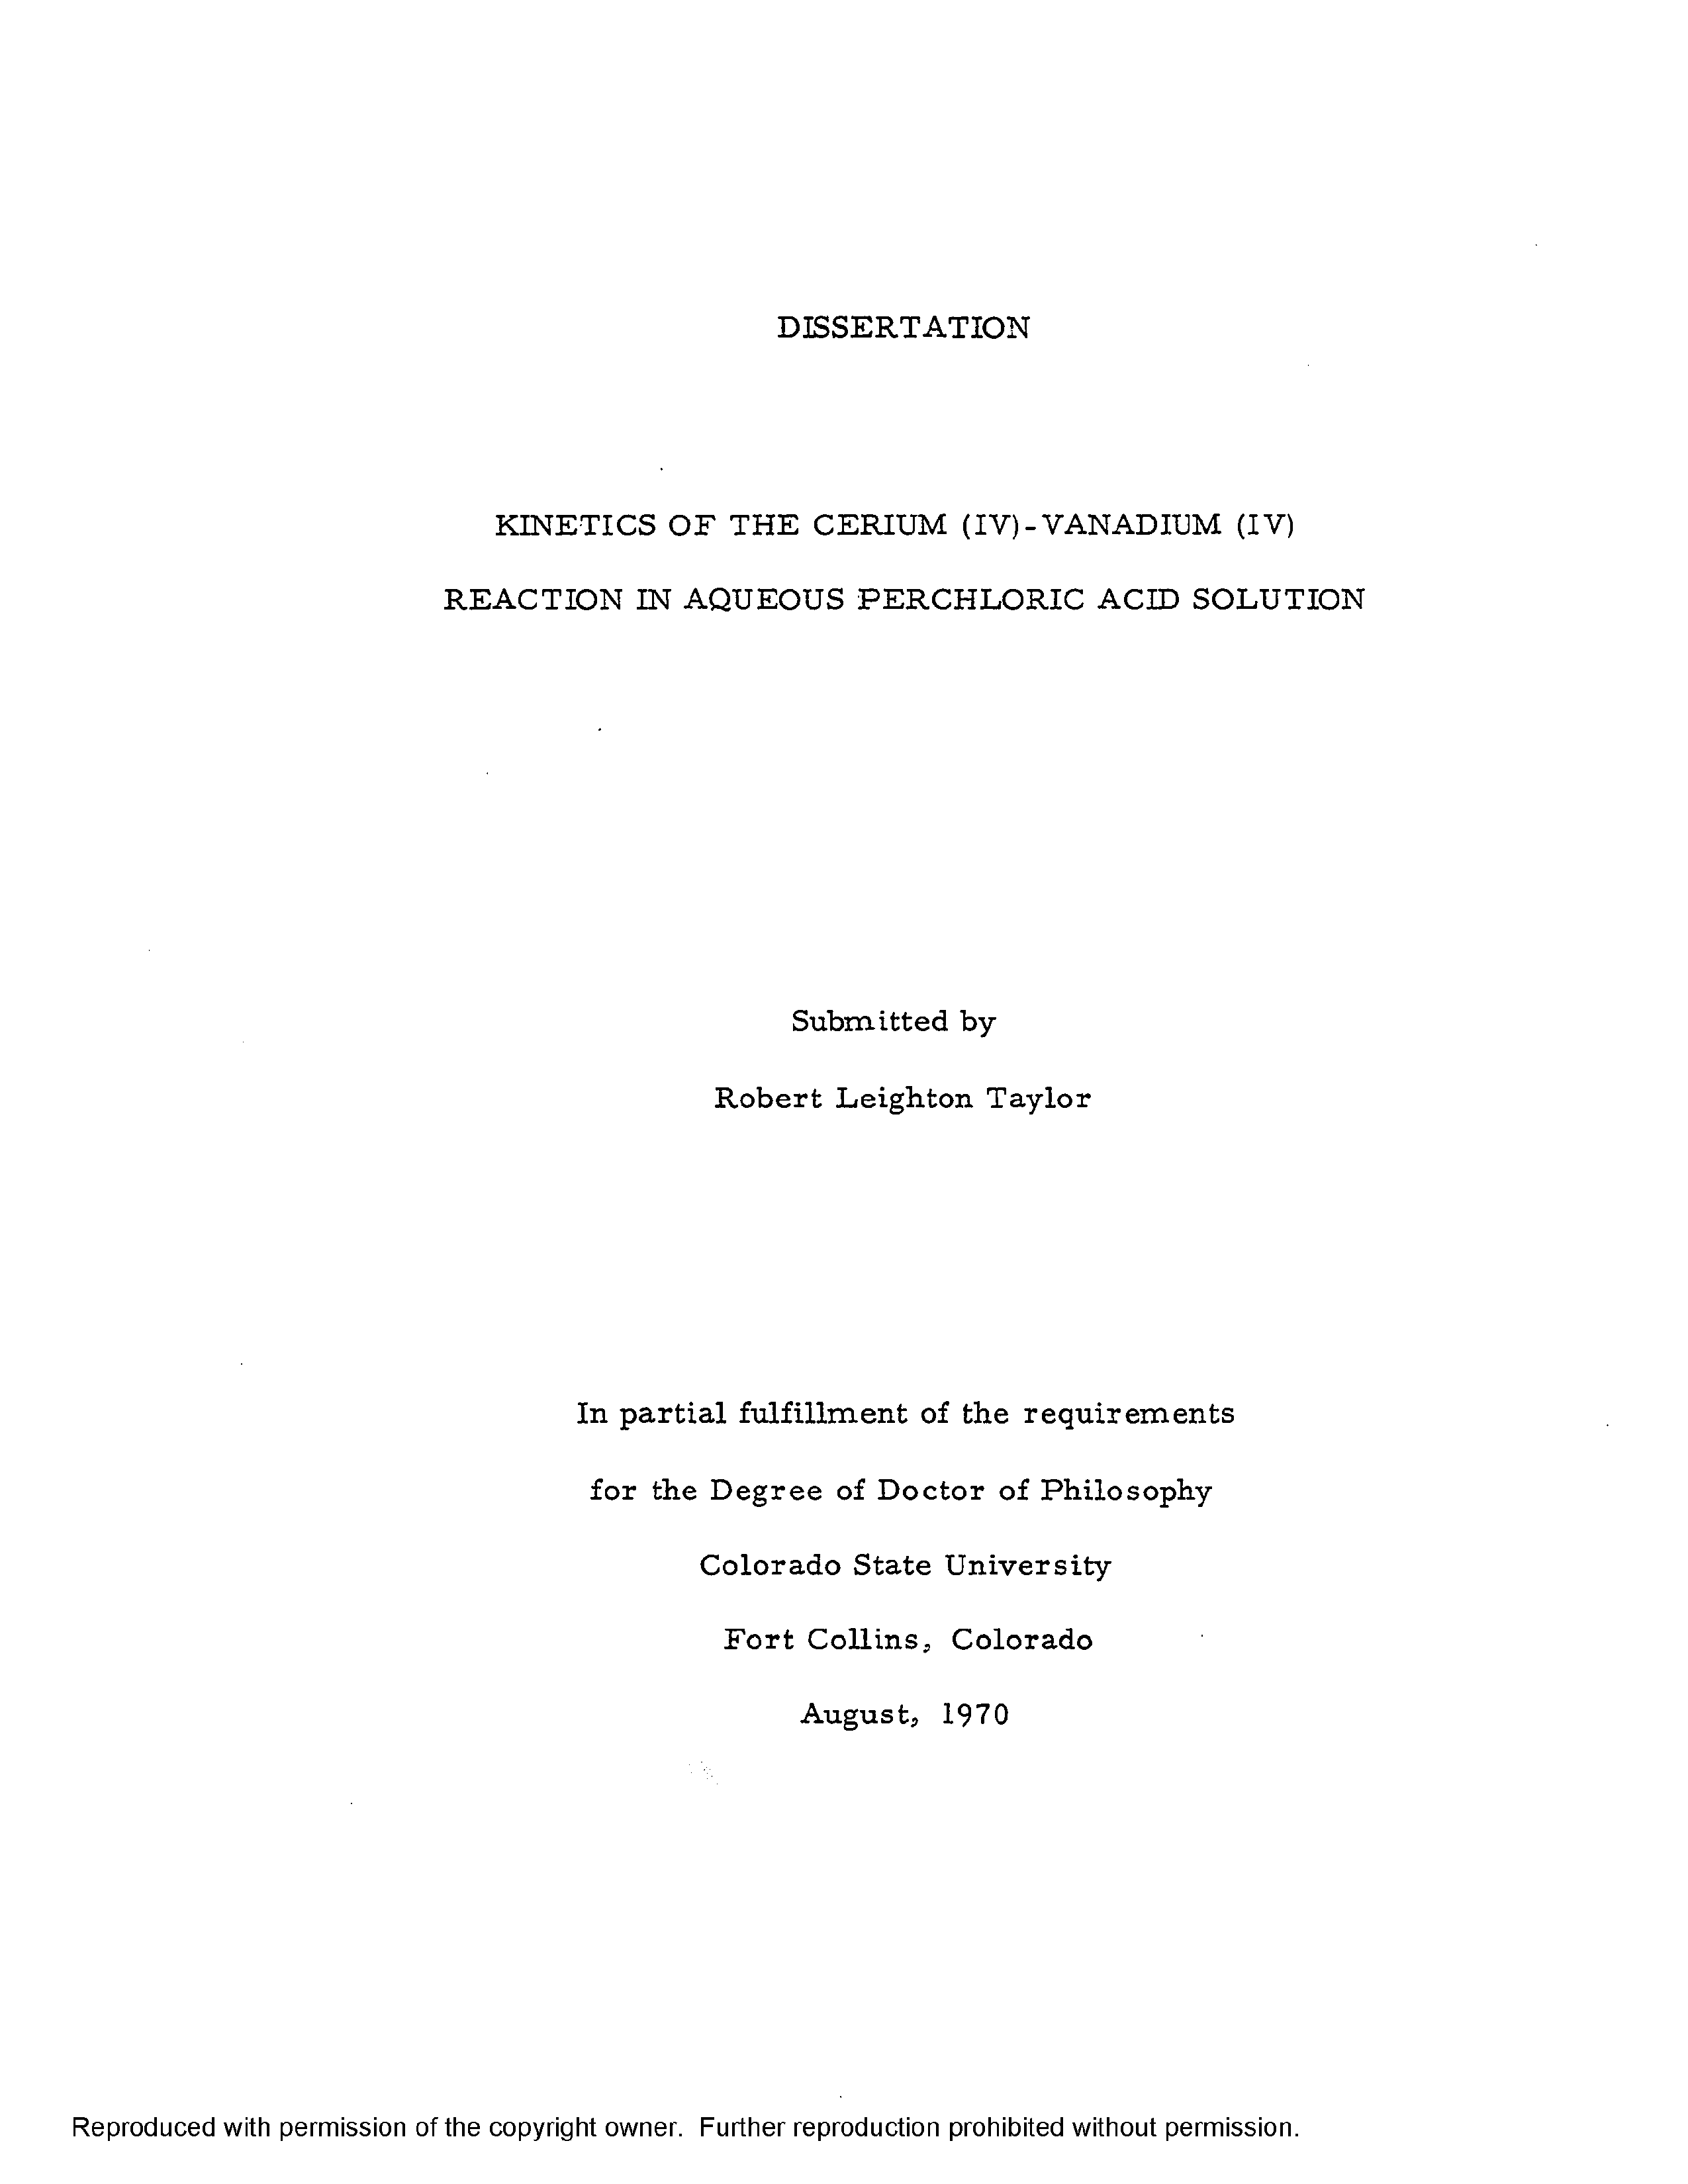 DISSERTATION
KINETICS OF THE CERIUM (IV)-VANADIUM (IV)
REACTION IN AQUEOUS PERCHLORIC ACID SOLUTION
Submitted by
Robert Leighton Taylor
In partial fulfillment of the requirements
for the Degree of Doctor of Philosophy
Colorado State University
Fort Collins, Colorado
August, 1970
Reproduced with permission of the copyright owner. Further reproduction prohibited without permission.